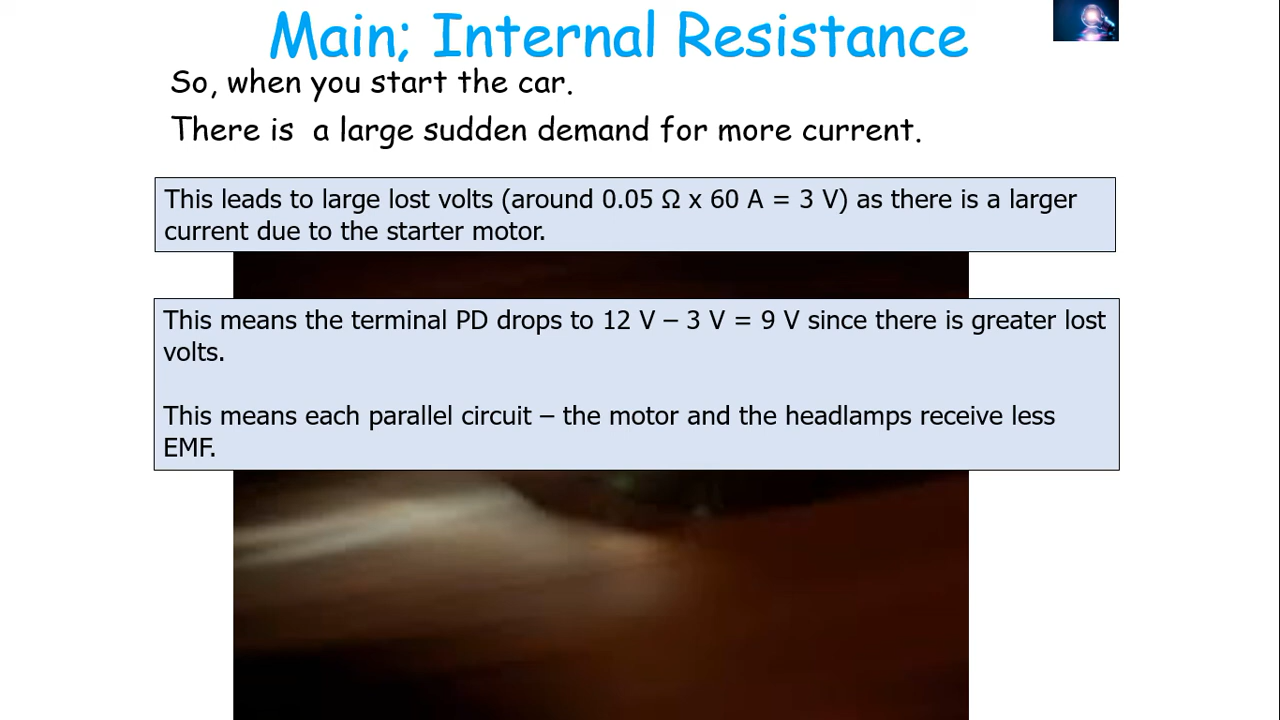 Main; Internal Resistance
So, when you start the car.
There is  a large sudden demand for more current.
This leads to large lost volts (around 0.05 Ω x 60 A = 3 V) as there is a larger
current due to the starter motor.
This means the terminal PD drops to 12 V – 3 V = 9 V since there is greater lost
volts.
This means each parallel circuit – the motor and the headlamps receive less
EMF.